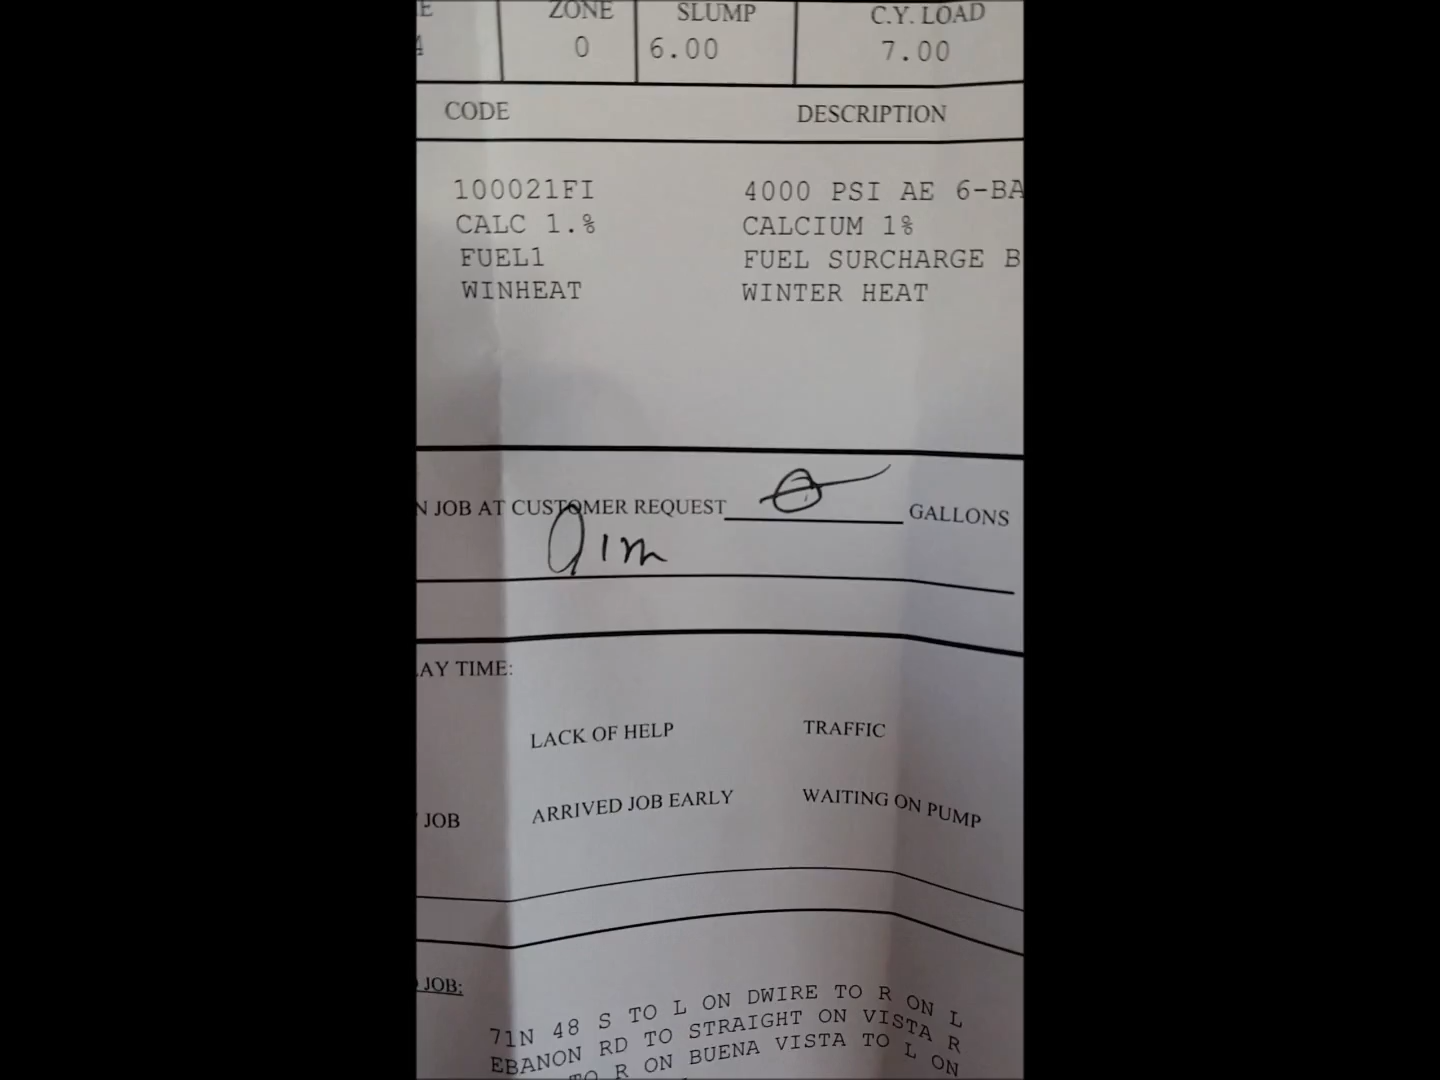 ZONE SLUMP C.Y. LOAD
0 6.00 7.00
CODE DESCRIPTION
100021FI 4000 PSI AE 6-BA
CALC 1.% CALCIUM 1%
FUEL1 FUEL SURCHARGE B
WINHEAT WINTER HEAT
N JOB AT CUSTOMER REQUEST GALLONS
AY TIME:
LACK OF HELP TRAFFIC
JOB ARRIVED JOB EARLY WAITING ON PUMP
JOB:
71N 48 S TO L ON DWIRE TO R ON L
EBANON RD TO STRAIGHT ON VISTA R
TO R ON BUENA VISTA TO L ON